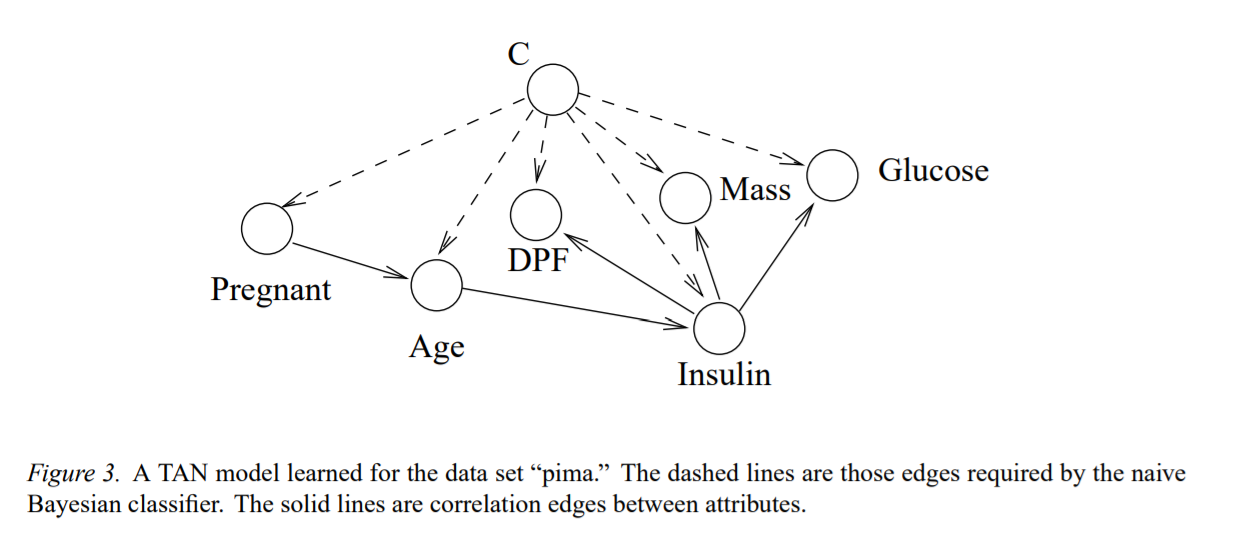 C
Glucose
Mass
DPF
Pregnant
Age
Insulin
Figure 3. A TAN model learned for the data set “pima.” The dashed lines are those edges required by the naive
Bayesian classifier. The solid lines are correlation edges between attributes.